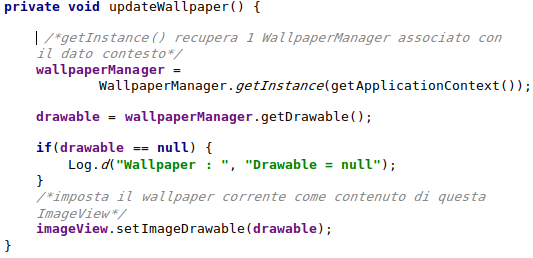 private void updateWallpaper() {
/*getInstance() recupera 1 WallpaperManager associato con
il dato contesto*/
wallpaperManager =
WallpaperManager.getInstance(getApplicationContext());
drawable = wallpaperManager.getDrawable();
if(drawable == null) {
Log.d("Wallpaper : ", "Drawable = null");
}
/*imposta il wallpaper corrente come contenuto di questa
ImageView*/
imageView.setImageDrawable(drawable);
}